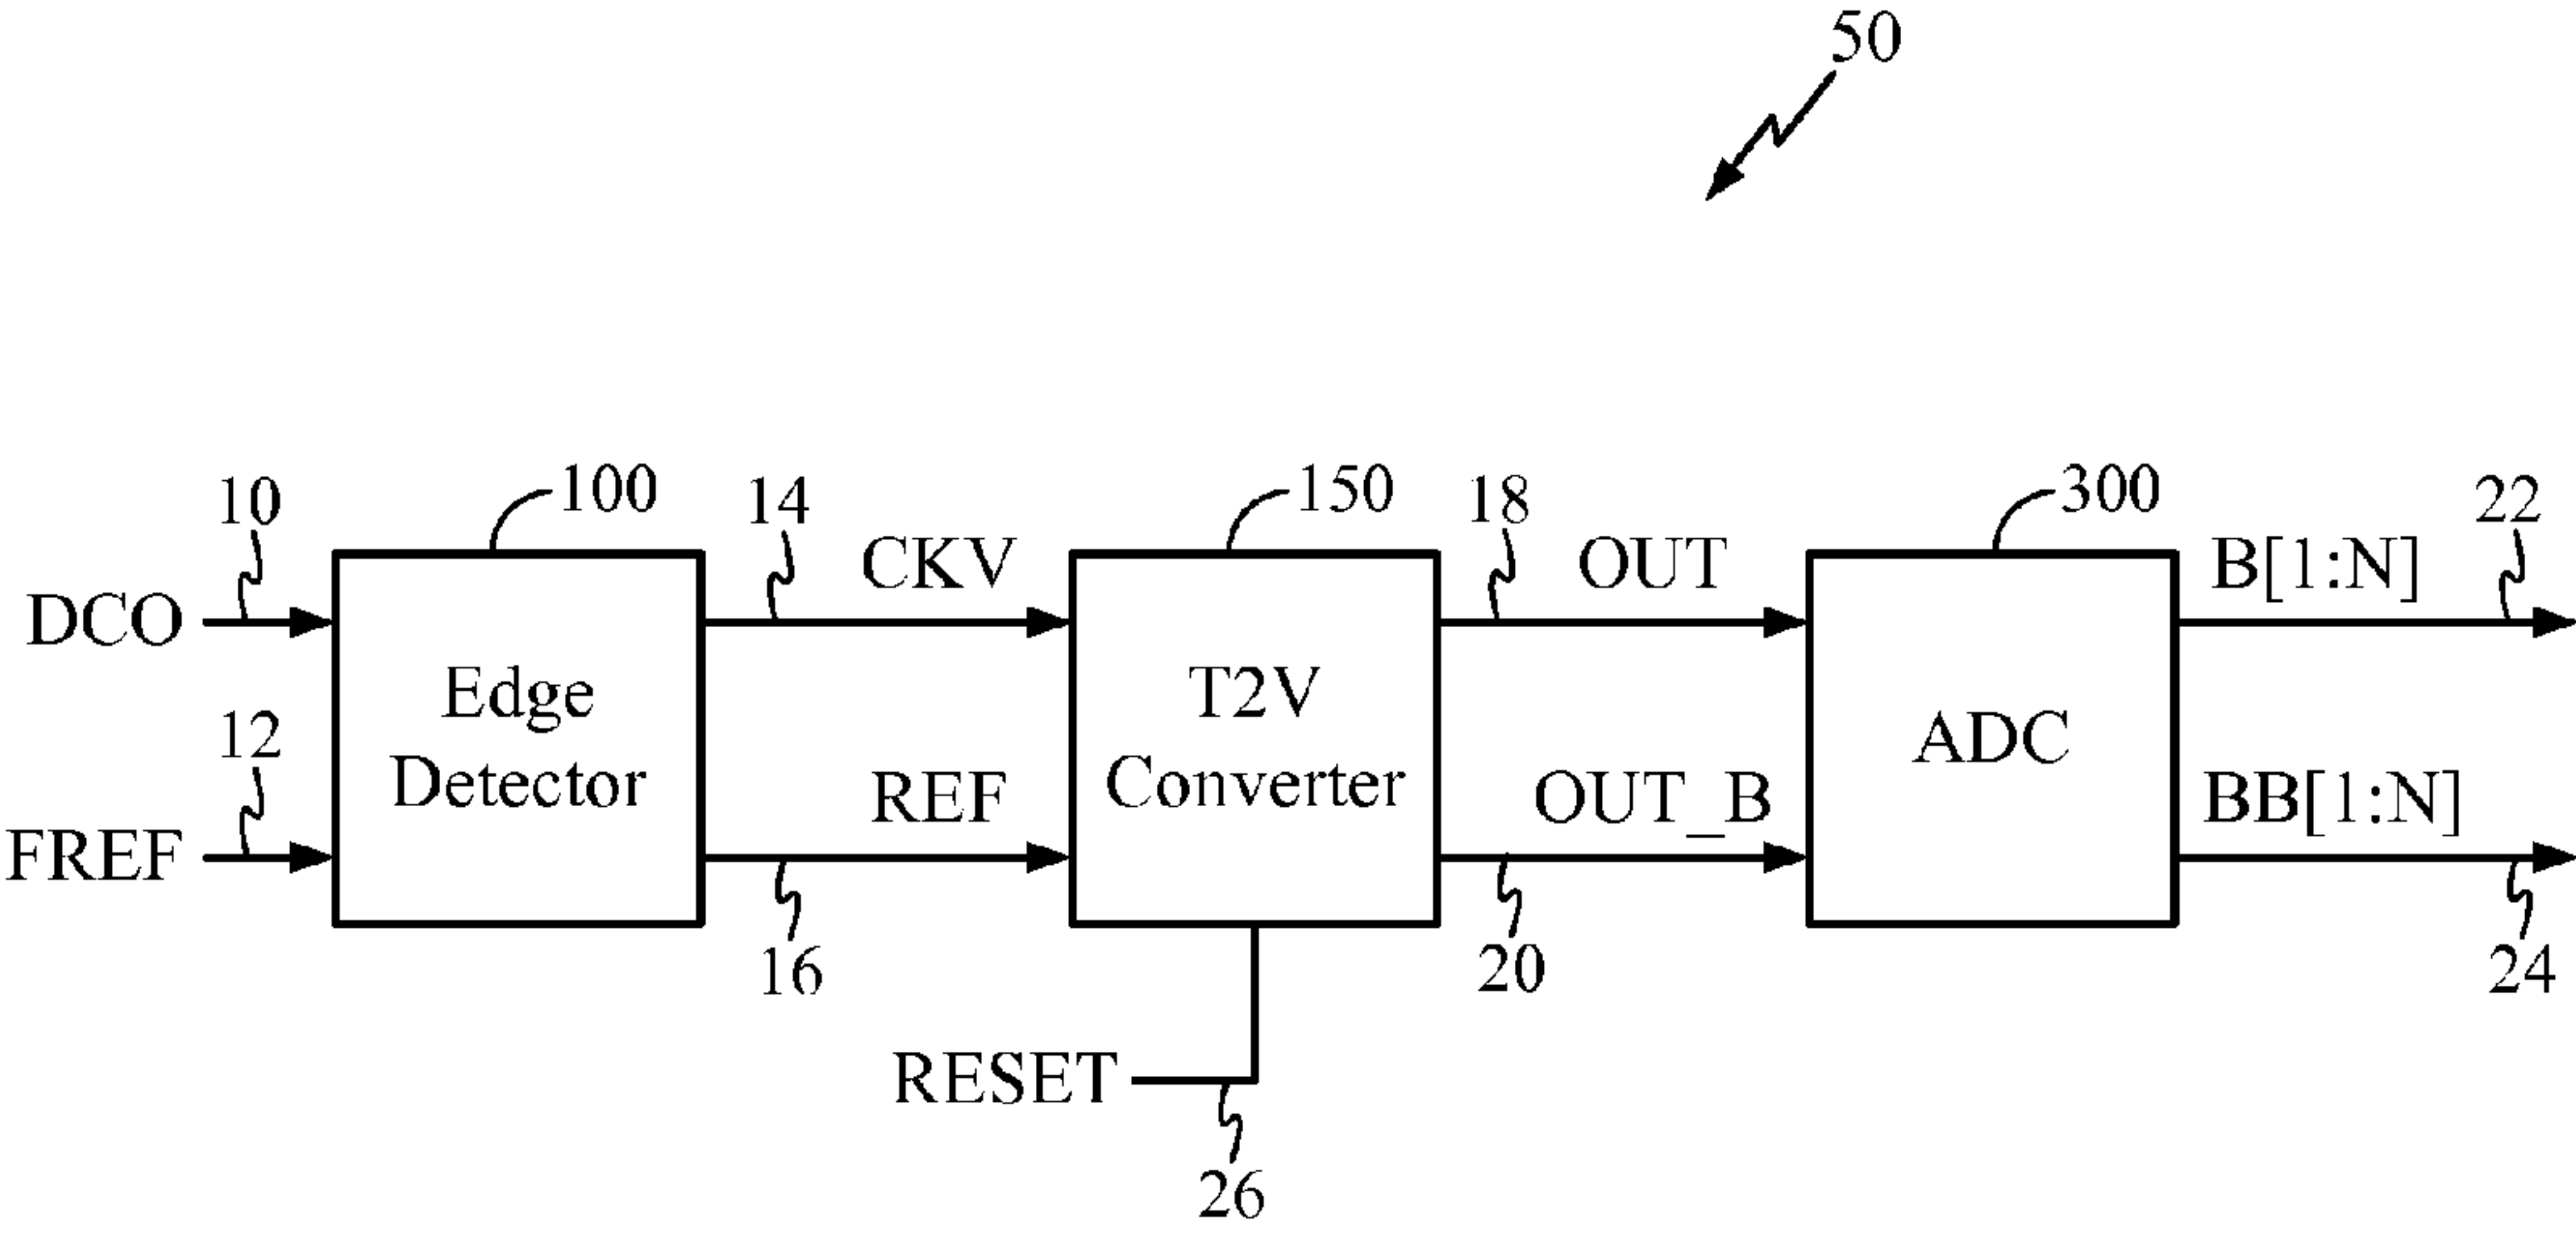 50
10
100
14
CKV
150
18
OUT
300
B[1:N]
22
DCO
Edge
Detector
T2V
Converter
ADC
12
FREF
REF
OUT_B
BB[1:N]
16
20
24
RESET
26